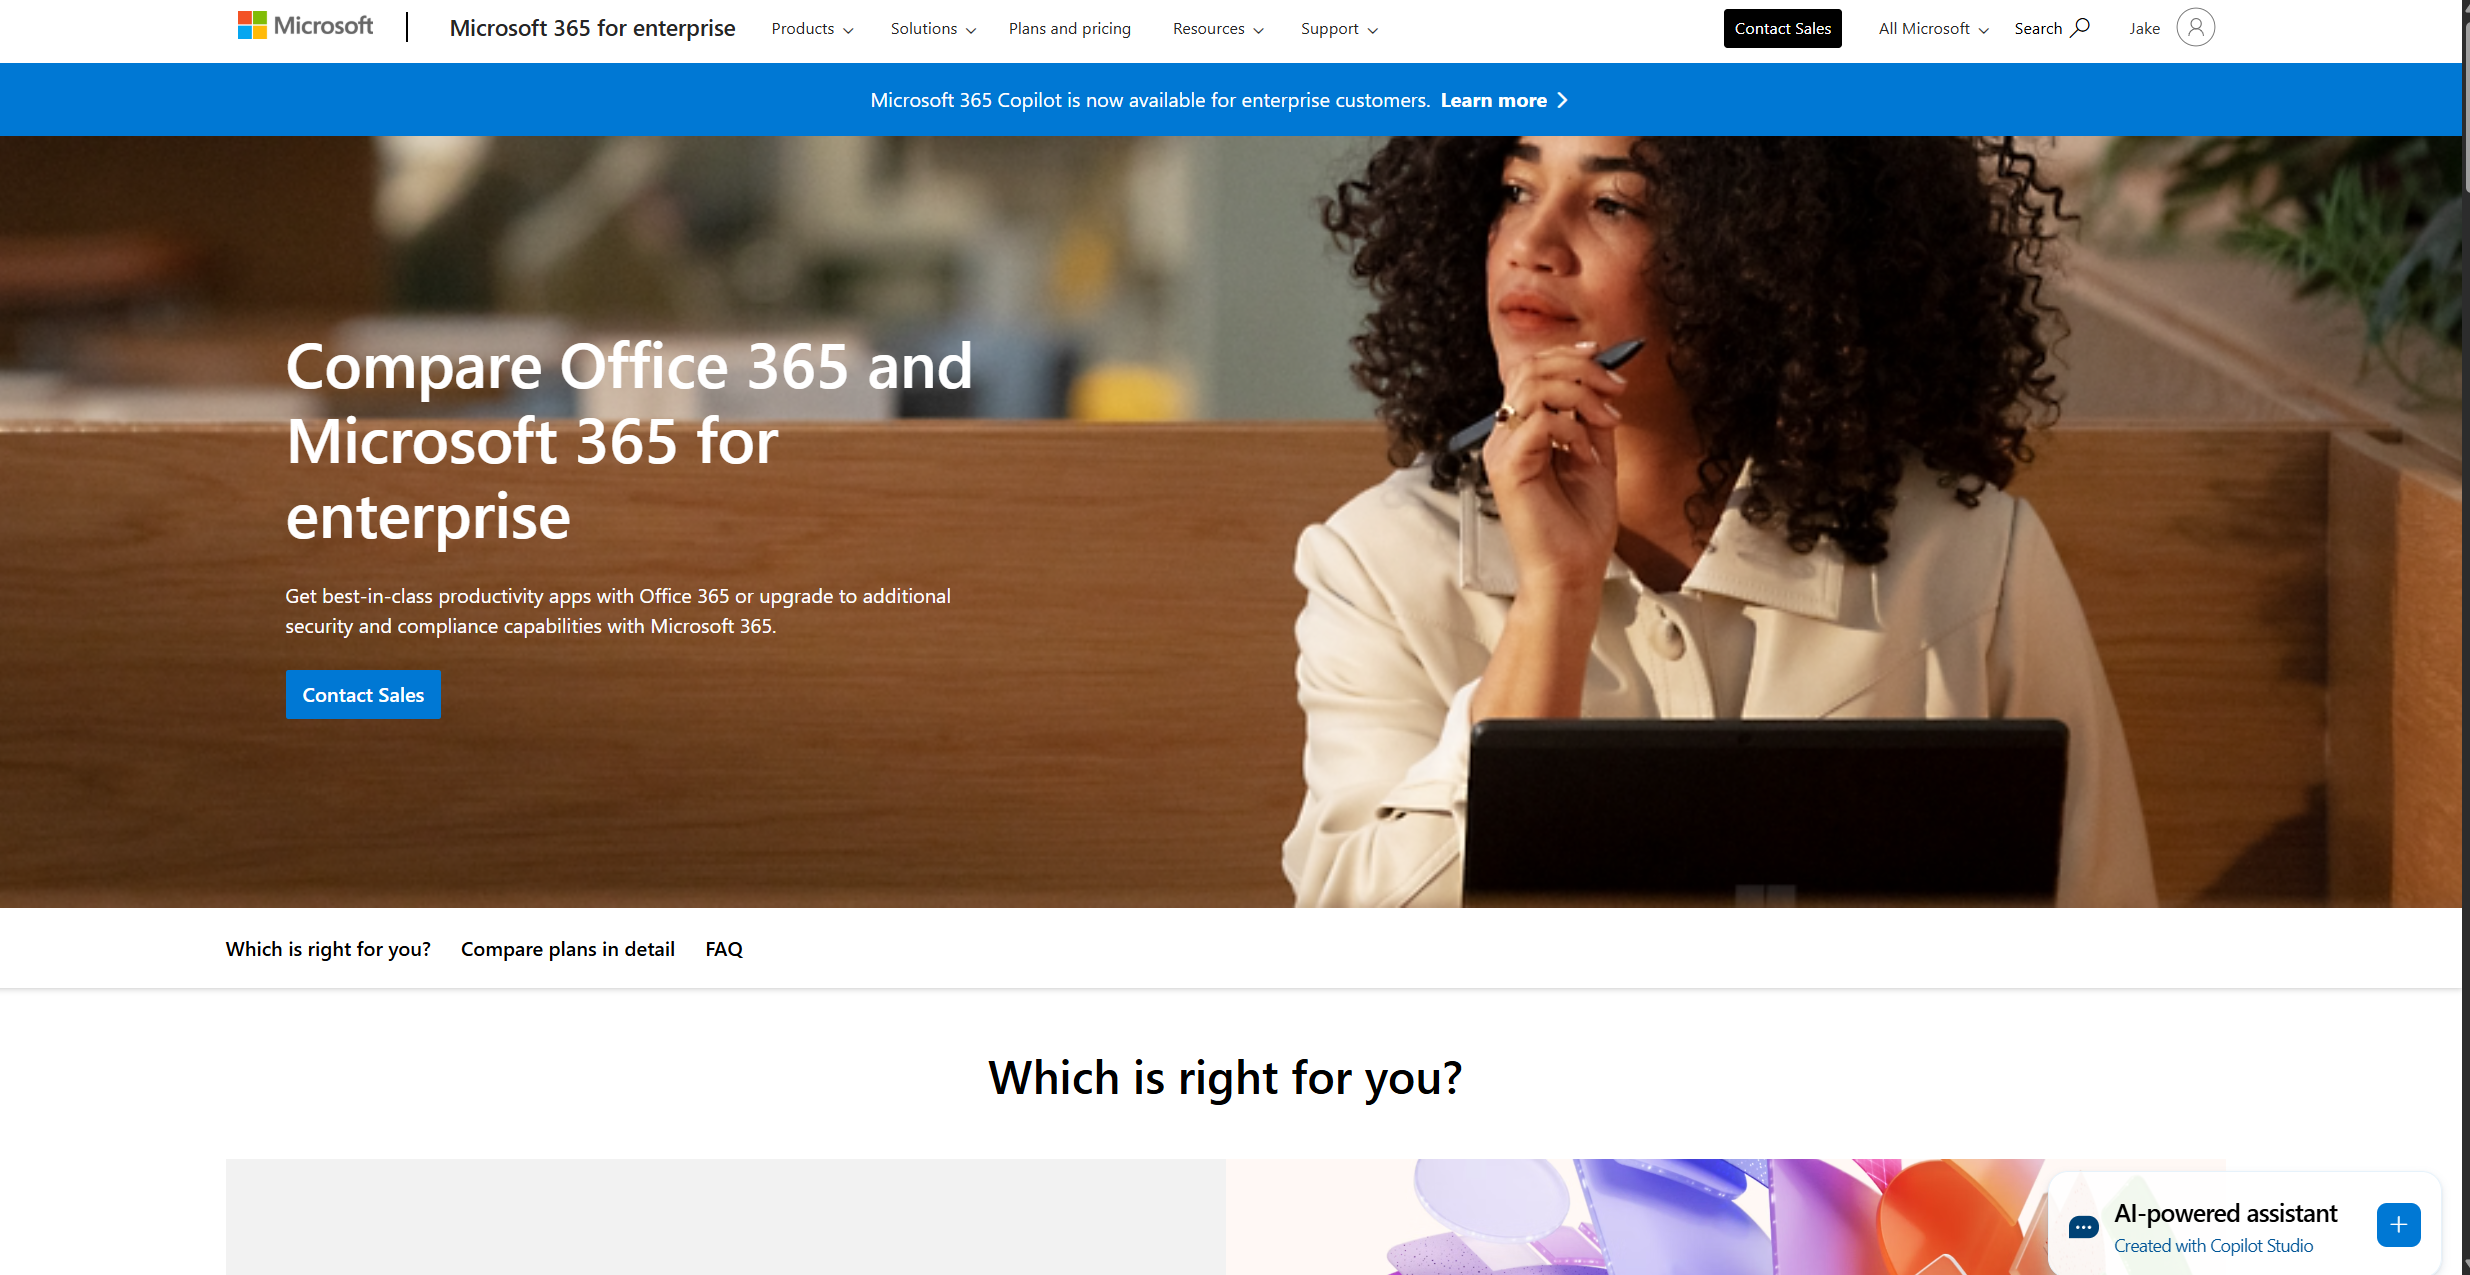 Microsoft
Microsoft 365 for enterprise
Products
Solutions
Plans and pricing
Resources
Support
Contact Sales
All Microsoft
Search
Jake
Microsoft 365 Copilot is now available for enterprise customers. Learn more
Compare Office 365 and
Microsoft 365 for
enterprise
Get best-in-class productivity apps with Office 365 or upgrade to additional
security and compliance capabilities with Microsoft 365.
Contact Sales
Which is right for you?
Compare plans in detail
FAQ
Which is right for you?
AI-powered assistant
Created with Copilot Studio